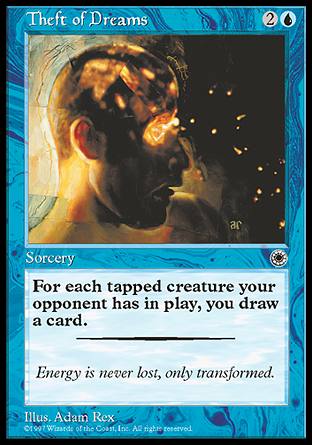 Theft of Dreams 2
ar
Sorcery
For each tapped creature your
opponent has in play, you draw
a card.
Energy is never lost, only transformed.
Illus. Adam Rex
©1997 Wizards of the Coast, Inc. All rights reserved.